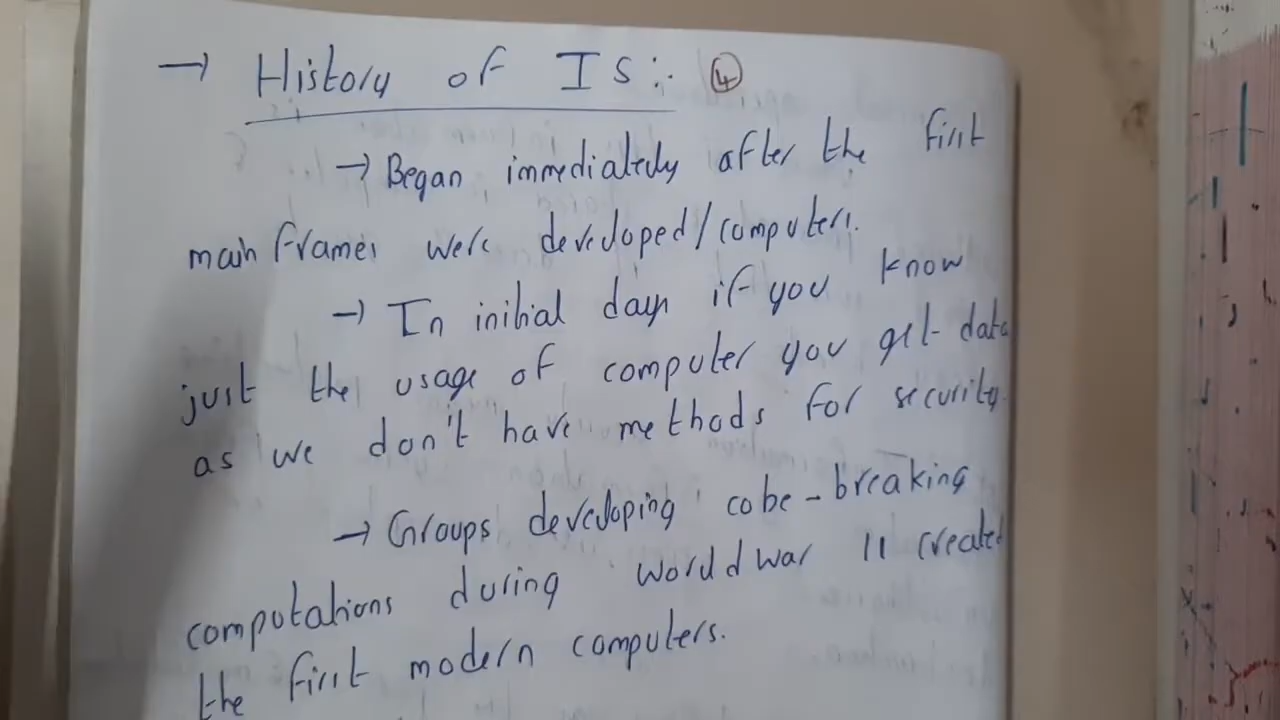 → History of IS:- ④
→ Began immediately after the first
mainframes were developed/computers.
→ In initial days if you know
just the usage of computer you get data
as we don't have methods for security.
→ Groups developing cobe-breaking
computations during World war II created
the first modern computers.